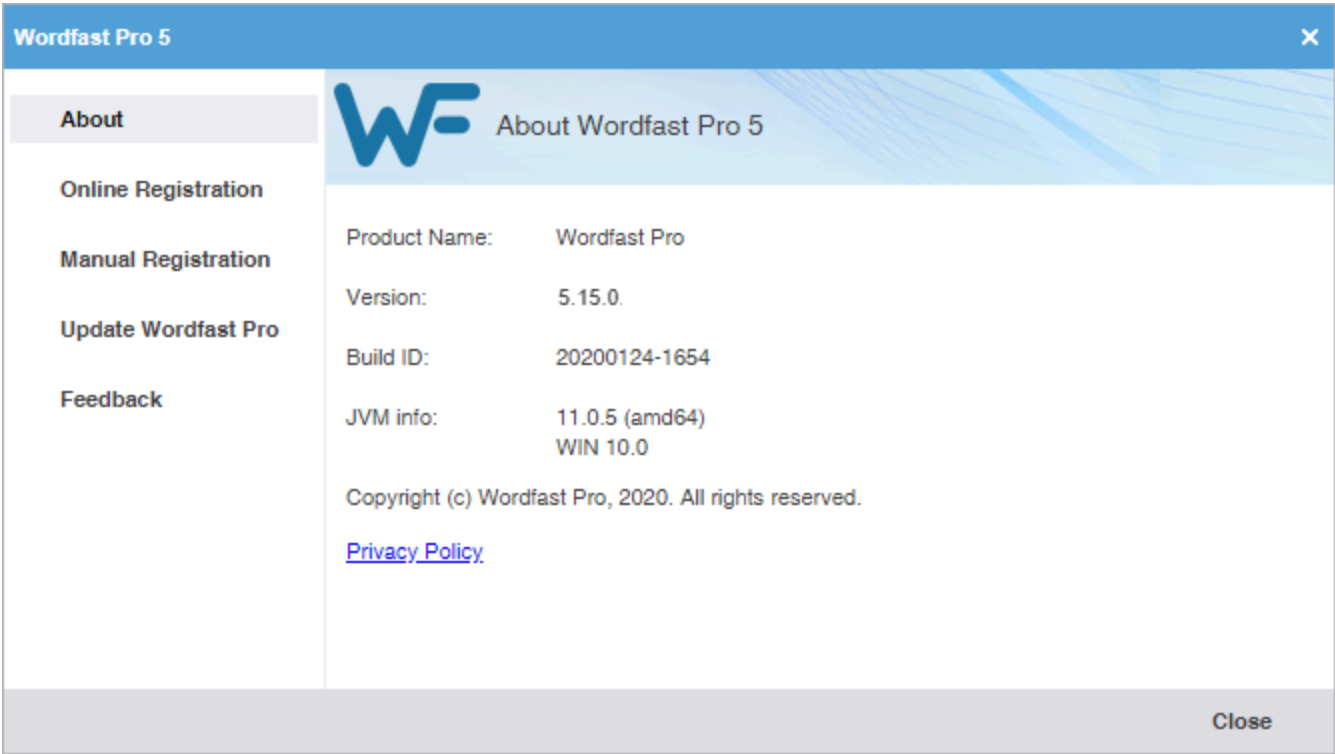 Wordfast Pro 5
About
Online Registration
Manual Registration
Update Wordfast Pro
Feedback
WF
About Wordfast Pro 5
Product Name: Wordfast Pro
Version: 5.15.0.
Build ID: 20200124-1654
JVM info: 11.0.5 (amd64)
WIN 10.0
Copyright (c) Wordfast Pro, 2020. All rights reserved.
Privacy Policy
Close